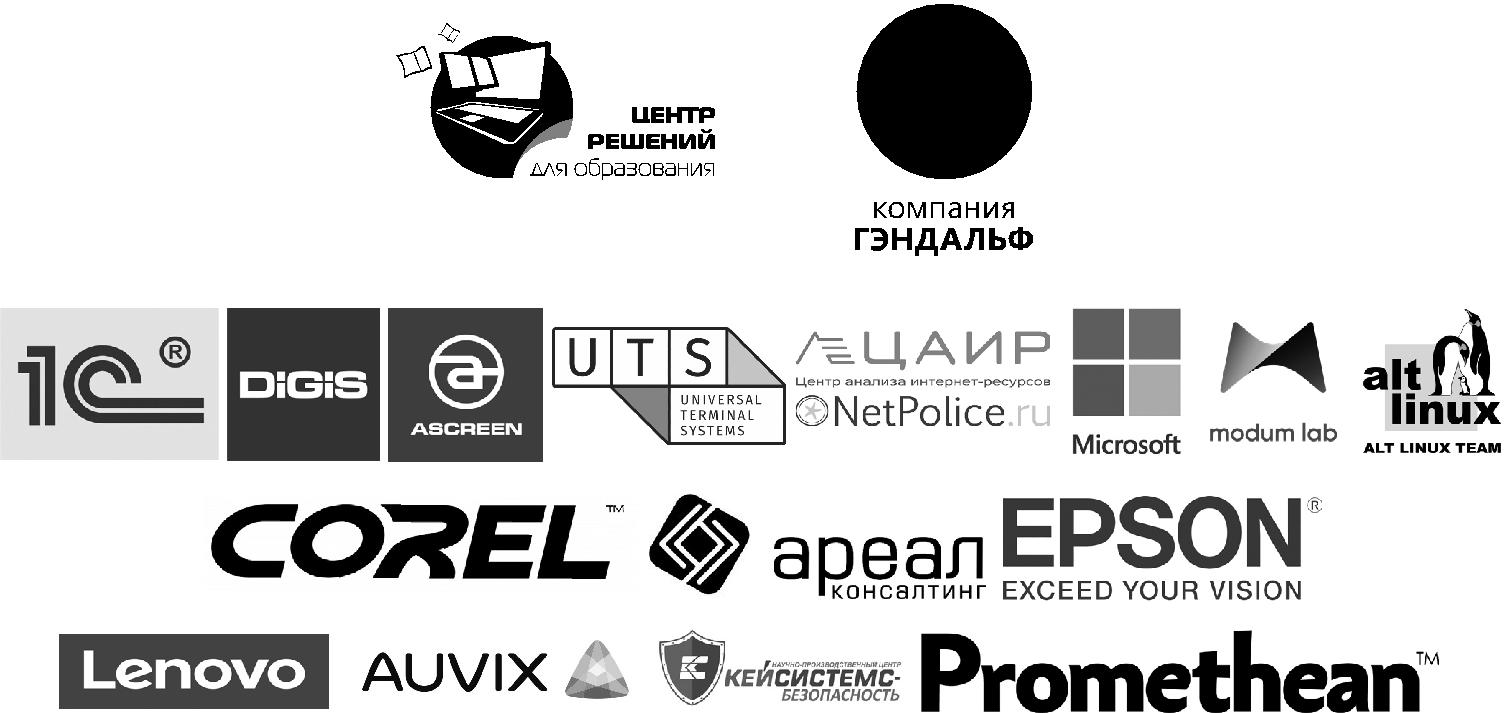 ЦЕНТР
РЕШЕНИЙ
для образования
компания
ГЭНДАЛЬФ
1С®
DiGiS
ASCREEN
UTS
UNIVERSAL
TERMINAL
SYSTEMS
ЦАИР
Центр анализа интернет-ресурсов
NetPolice.ru
Microsoft
modum lab
alt
linux
ALT LINUX TEAM
COREL™
ареал
консалтинг
EPSON®
EXCEED YOUR VISION
Lenovo
AUVIX
НАУЧНО-ПРОИЗВОДСТВЕННЫЙ ЦЕНТР
КЕЙСИСТЕМС-
БЕЗОПАСНОСТЬ
Promethean™